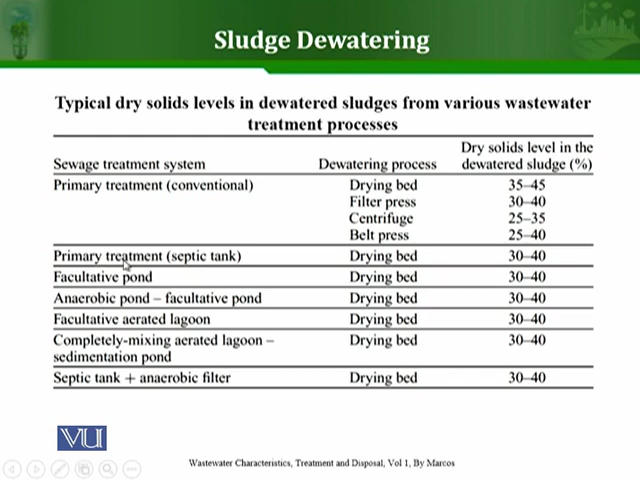 Sludge Dewatering
Typical dry solids levels in dewatered sludges from various wastewater
treatment processes
Sewage treatment system Dewatering process Dry solids level in the dewatered sludge (%)
Primary treatment (conventional) Drying bed 35–45
Filter press 30–40
Centrifuge 25–35
Belt press 25–40
Primary treatment (septic tank) Drying bed 30–40
Facultative pond Drying bed 30–40
Anaerobic pond – facultative pond Drying bed 30–40
Facultative aerated lagoon Drying bed 30–40
Completely-mixing aerated lagoon – Drying bed 30–40
sedimentation pond
Septic tank + anaerobic filter Drying bed 30–40
VU
Wastewater Characteristics, Treatment and Disposal, Vol 1, By Marcos